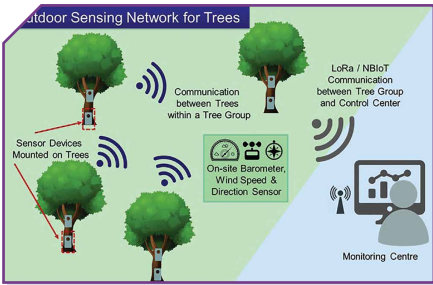 utdoor Sensing Network for Trees
Communication
between Trees
within a Tree Group
LoRa / NBIoT
Communication
between Tree Group
and Control Center
Sensor Devices
Mounted on Trees
On-site Barometer,
Wind Speed &
Direction Sensor
Monitoring Centre